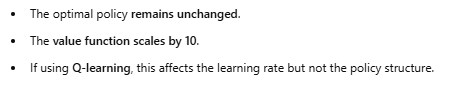 • The optimal policy remains unchanged.
• The value function scales by 10.
• If using Q-learning, this affects the learning rate but not the policy structure.